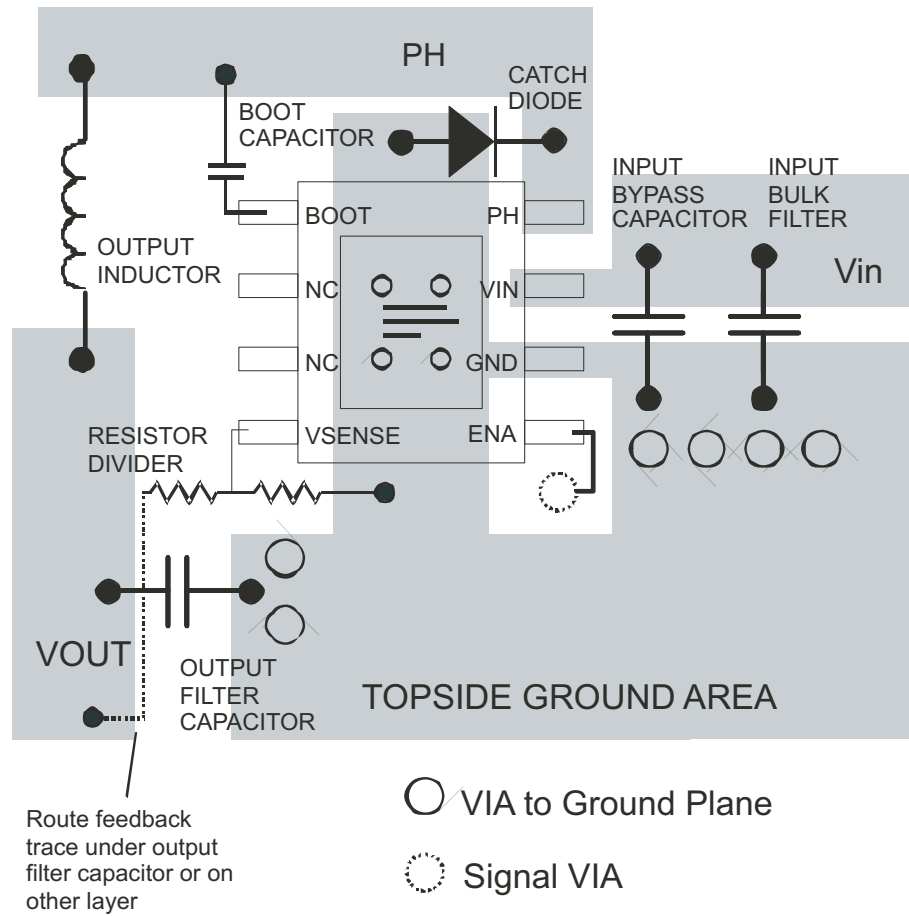 PH
CATCH
DIODE
BOOT
CAPACITOR
INPUT
BYPASS
CAPACITOR
INPUT
BULK
FILTER
BOOT
PH
OUTPUT
INDUCTOR
Vin
NC
VIN
NC
GND
RESISTOR
DIVIDER
VSENSE
ENA
VOUT
OUTPUT
FILTER
CAPACITOR
TOPSIDE GROUND AREA
Route feedback
trace under output
filter capacitor or on
other layer
VIA to Ground Plane
Signal VIA